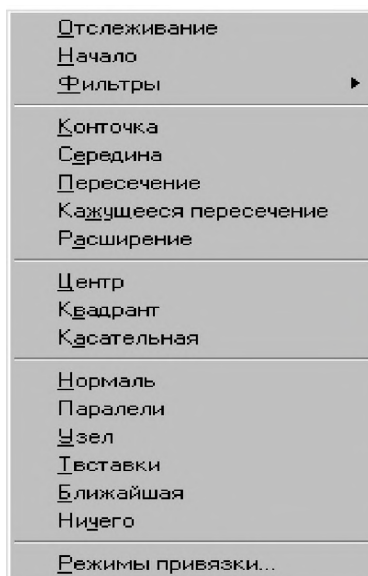 Отслеживание
Начало
Фильтры
Конточка
Середина
Пересечение
Кажущееся пересечение
Расширение
Центр
Квадрант
Касательная
Нормаль
Паралели
Узел
Твставки
Ближайшая
Ничего
Режимы привязки...